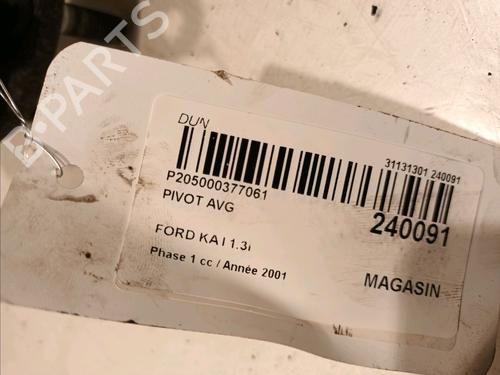 B-PARTS
DUN
31131301 240091
P205000377061
PIVOT AVG
240091
FORD KA I 1.3i
Phase 1 cc / Année 2001
MAGASIN